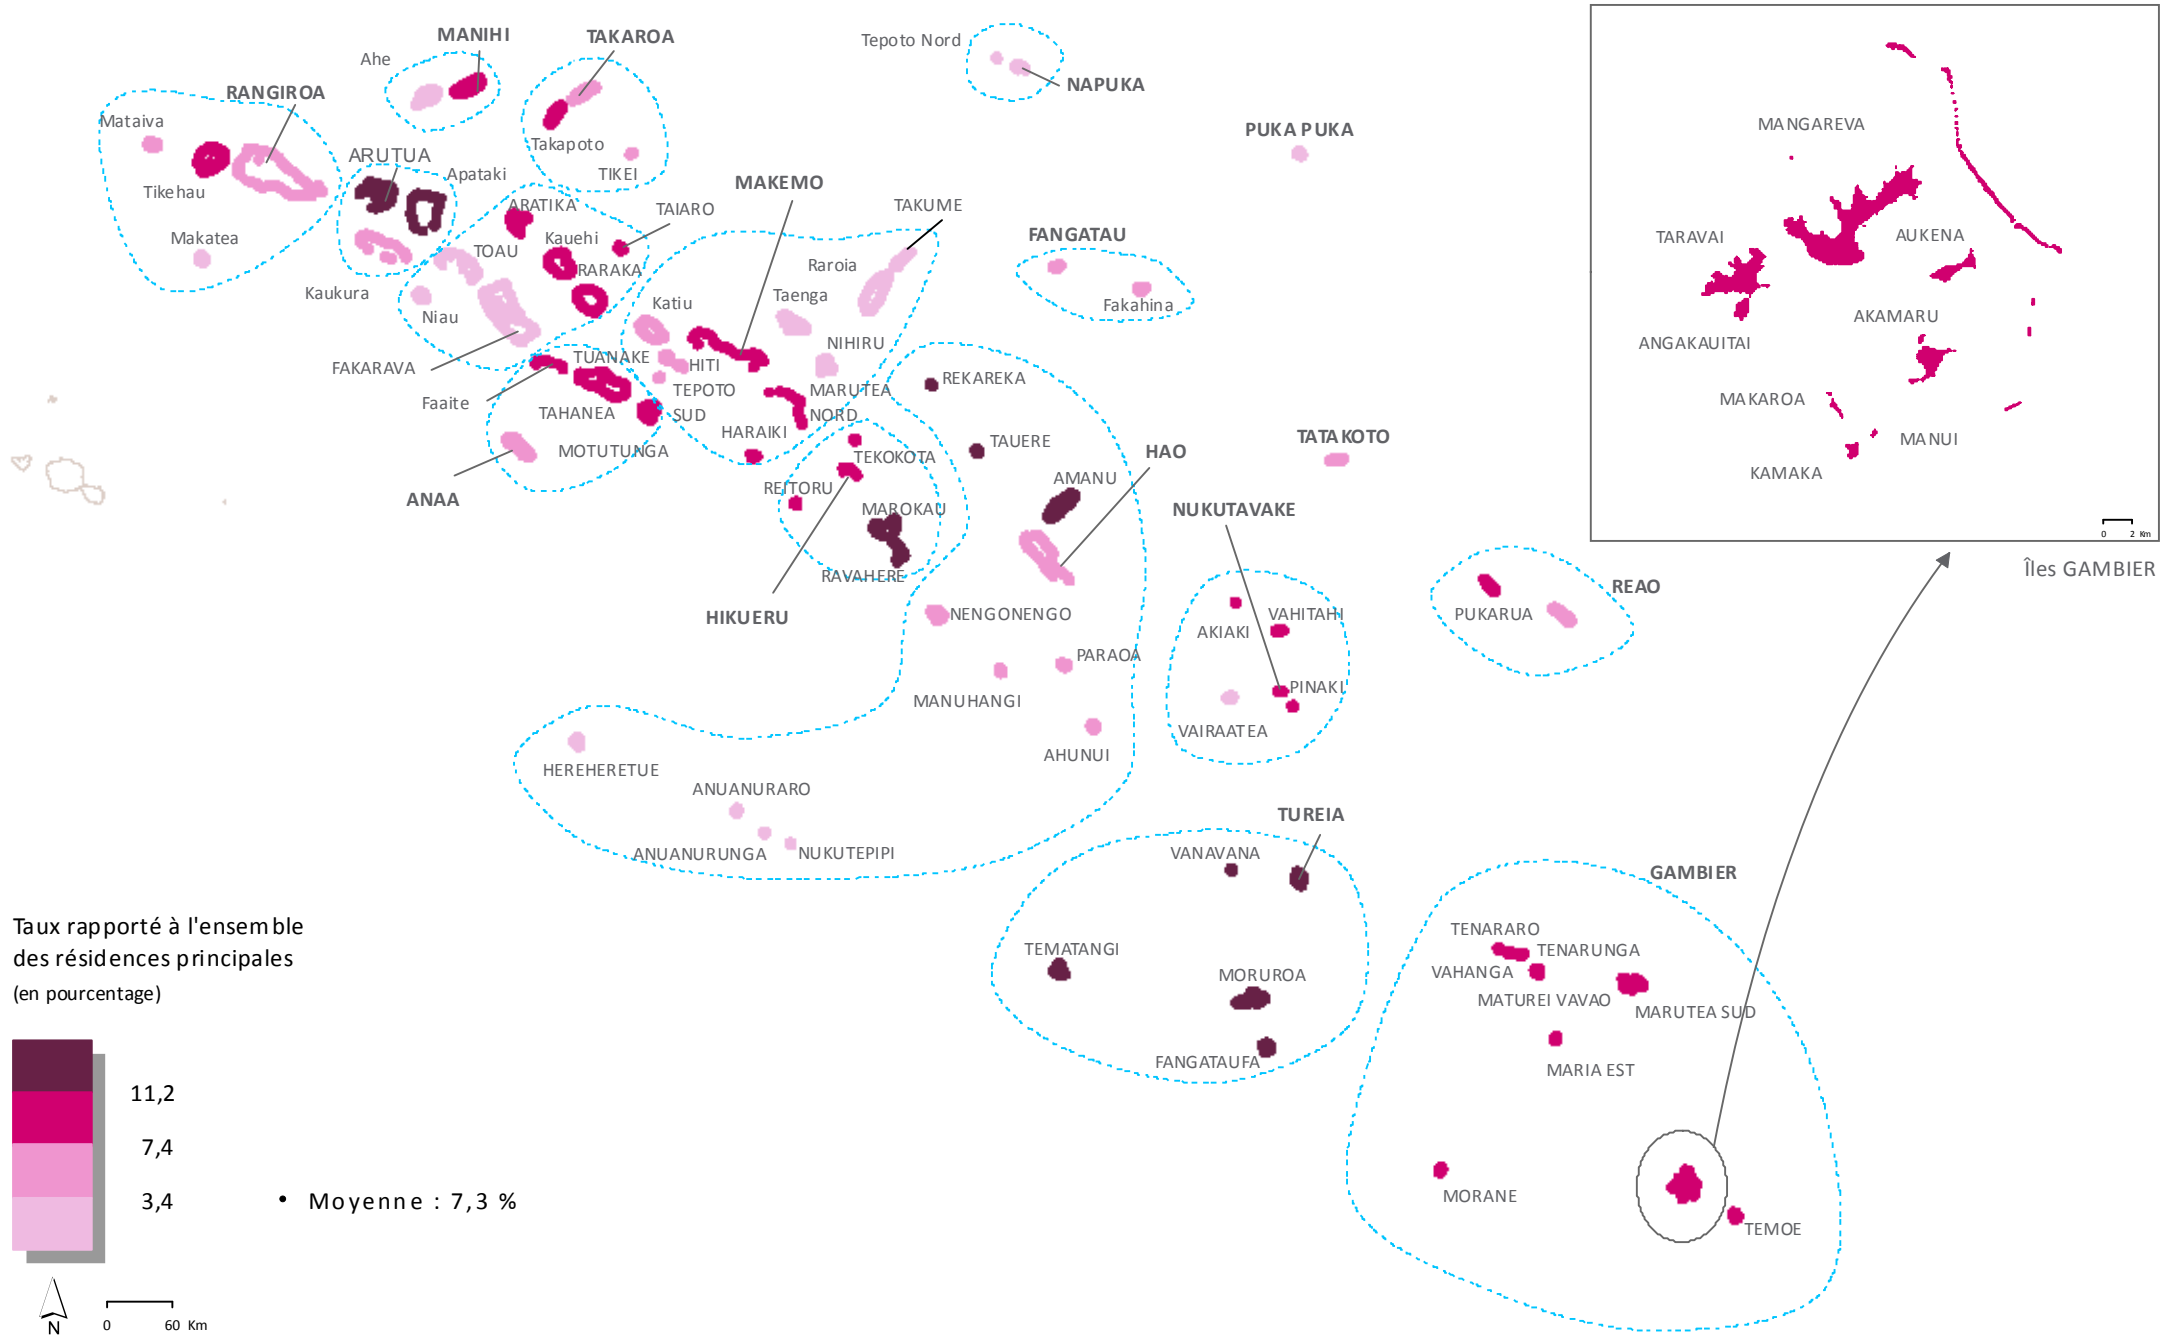 MANIHI
TAKAROA
Tepoto Nord
Ahe
NAPUKA
RANGIROA
Mataiva
MANGAREVA
PUKA PUKA
Takapoto
ARUTUA
Apataki
TIKEI
MAKEMO
Tikehau
ARATIKA
TAIARO
TAKUME
Makatea
TOAU
Kauehi
FANGATAU
TARAVAI
AUKENA
RARAKA
Raroia
Kaukura
Katiu
Taenga
Fakahina
Niau
AKAMARU
NIHIRU
ANGAKAUITAI
TUANAKE
HITI
FAKARAVA
REKAREKA
TEPOTO
SUD
MARUTEA
NORD
Faaite
TAHANEA
MAKAROA
HARAIKI
TATAKOTO
MANUI
TAUERE
MOTUTUNGA
TEKOKOTA
HAO
KAMAKA
AMANU
REITORU
ANAA
MAROKAU
NUKUTAVAKE
0 2 Km
îles GAMBIER
RAVAHERE
REAO
HIKUERU
NENGONENGO
VAHITAHI
PUKARUA
AKIAKI
PARAOA
PINAKI
MANUHANGI
VAIRAATEA
AHUNUI
HEREHERETUE
ANUANURARO
TUREIA
ANUANURUNGA
NUKUTEPIPI
VANAVANA
GAMBIER
Taux rapporté à l'ensemble
des résidences principales
(en pourcentage)
TENARARO
TEMATANGI
TENARUNGA
VAHANGA
MORUROA
MATUREI VAVAO
MARUTEA SUD
FANGATAUFA
MARIA EST
11,2
7,4
3,4
• Moyenne : 7,3 %
MORANE
TEMOE
N
0 60 Km